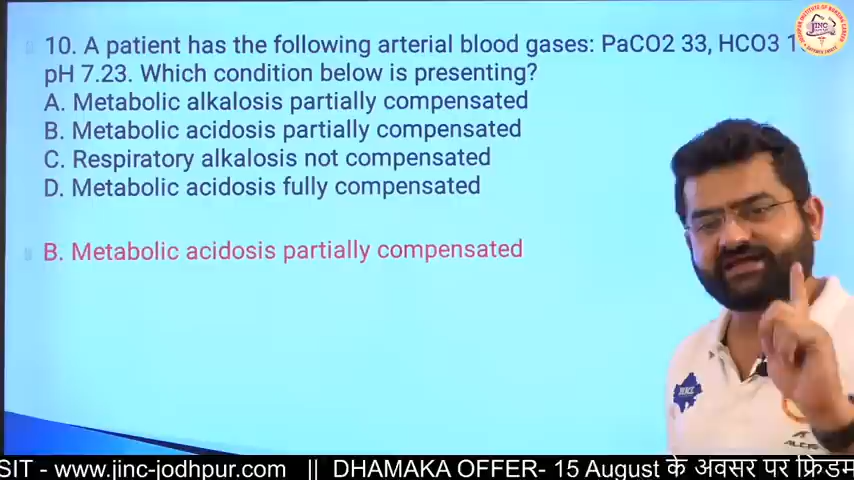 10. A patient has the following arterial blood gases: PaCO2 33, HCO3
pH 7.23. Which condition below is presenting?
A. Metabolic alkalosis partially compensated
B. Metabolic acidosis partially compensated
C. Respiratory alkalosis not compensated
D. Metabolic acidosis fully compensated
B. Metabolic acidosis partially compensated
JINC
SIT - www.jinc-jodhpur.com || DHAMAKA OFFER- 15 August के अवसर पर फ्रिडम